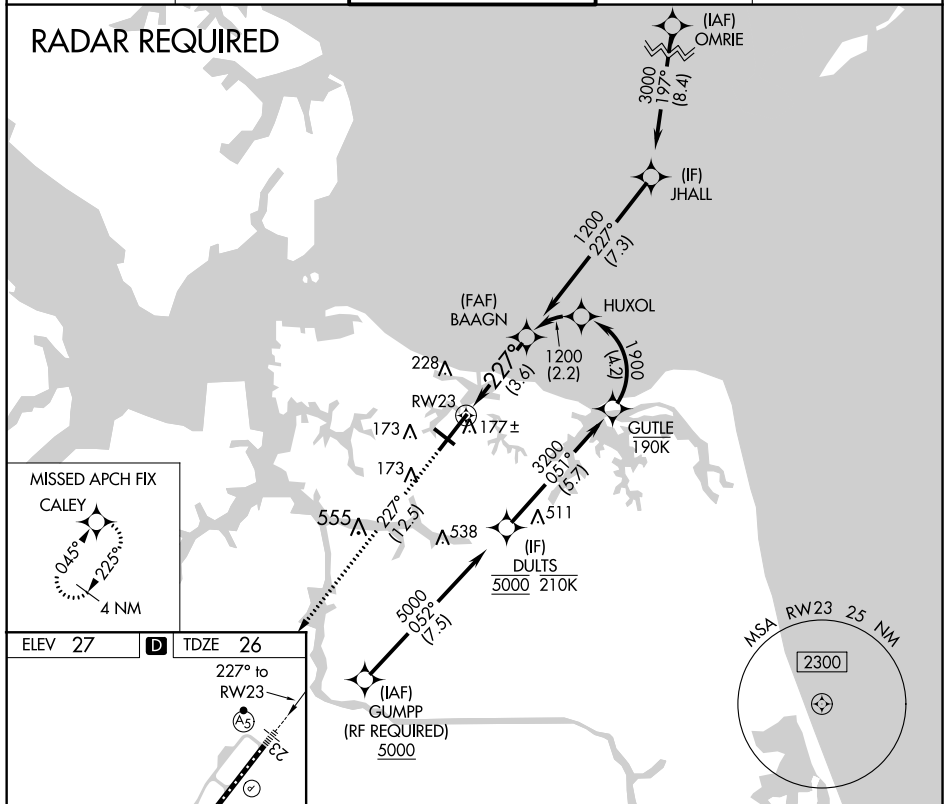 RADAR REQUIRED
(IAF)
OMRIE
3000
197°
(8.4)
(IF)
JHALL
1200
227°
(7.3)
(FAF)
BAAGN
HUXOL
1200
(2.2)
1900
(4.2)
227°
(3.6)
228
RW23
177±
173
173
GUTLE
190K
3200
051°
(5.7)
MISSED APCH FIX
CALEY
045°
225°
4 NM
555
227°
(12.5)
538
511
(IF)
DULTS
5000 210K
5000
052°
(7.5)
(IAF)
GUMPP
(RF REQUIRED)
5000
MSA RW23 25 NM
2300
ELEV 27 D TDZE 26
227° to
RW23
A5
23
P